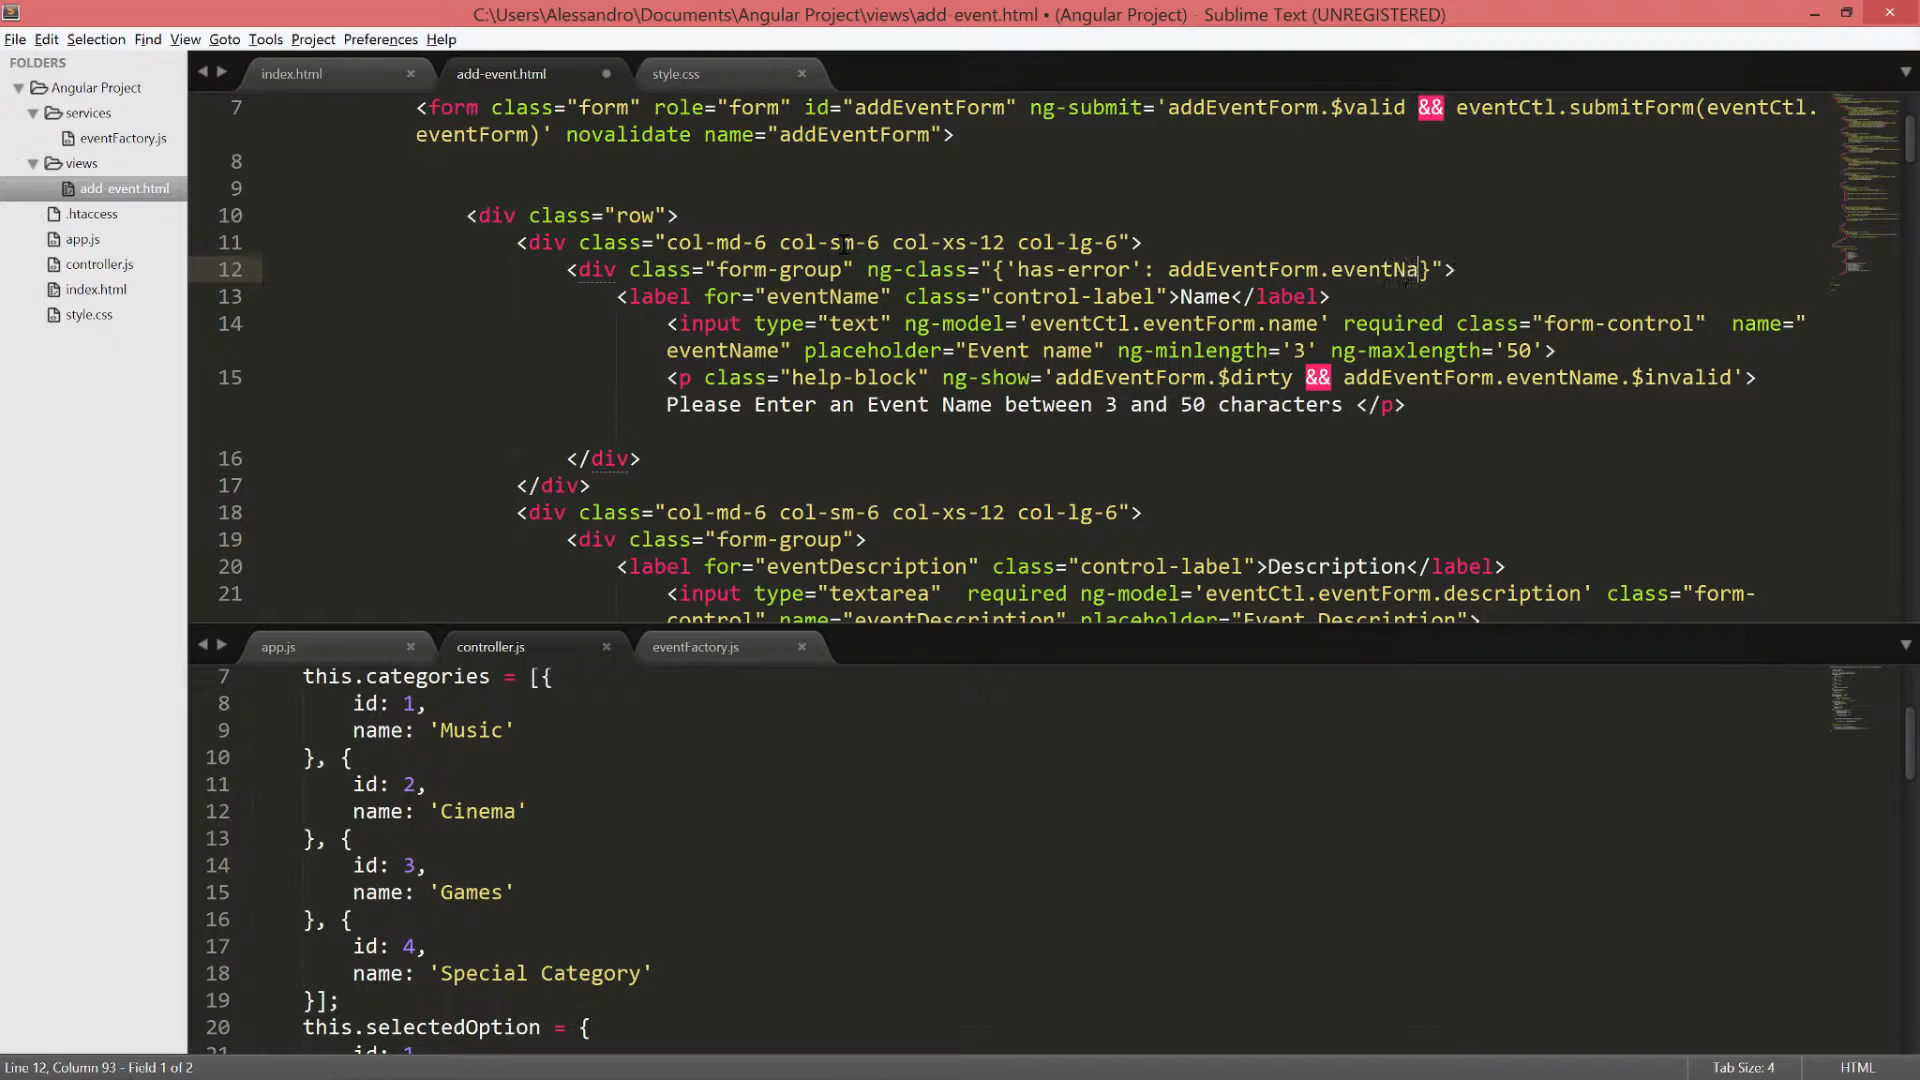 C:\Users\Alessandro\Documents\Angular Project\views\add-event.html • (Angular Project) - Sublime Text (UNREGISTERED)
File Edit Selection Find View Goto Tools Project Preferences Help
FOLDERS
Angular Project
services
eventFactory.js
views
add-event.html
.htaccess
app.js
controller.js
index.html
style.css
index.html add-event.html style.css
7 <form class="form" role="form" id="addEventForm" ng-submit='addEventForm.$valid && eventCtl.submitForm(eventCtl.
eventForm)' novalidate name="addEventForm">
8
9
10 <div class="row">
11 <div class="col-md-6 col-sm-6 col-xs-12 col-lg-6">
12 <div class="form-group" ng-class="{'has-error': addEventForm.eventNa}">
13 <label for="eventName" class="control-label">Name</label>
14 <input type="text" ng-model='eventCtl.eventForm.name' required class="form-control"  name="
eventName" placeholder="Event name" ng-minlength='3' ng-maxlength='50'>
15 <p class="help-block" ng-show='addEventForm.$dirty && addEventForm.eventName.$invalid'>
Please Enter an Event Name between 3 and 50 characters </p>
16 </div>
17 </div>
18 <div class="col-md-6 col-sm-6 col-xs-12 col-lg-6">
19 <div class="form-group">
20 <label for="eventDescription" class="control-label">Description</label>
21 <input type="textarea"  required ng-model='eventCtl.eventForm.description' class="form-
control" name="eventDescription" placeholder="Event Description">
app.js controller.js eventFactory.js
7 this.categories = [{
8 id: 1,
9 name: 'Music'
10 }, {
11 id: 2,
12 name: 'Cinema'
13 }, {
14 id: 3,
15 name: 'Games'
16 }, {
17 id: 4,
18 name: 'Special Category'
19 }];
20 this.selectedOption = {
21 id: 1
Line 12, Column 93 - Field 1 of 2 Tab Size: 4 HTML